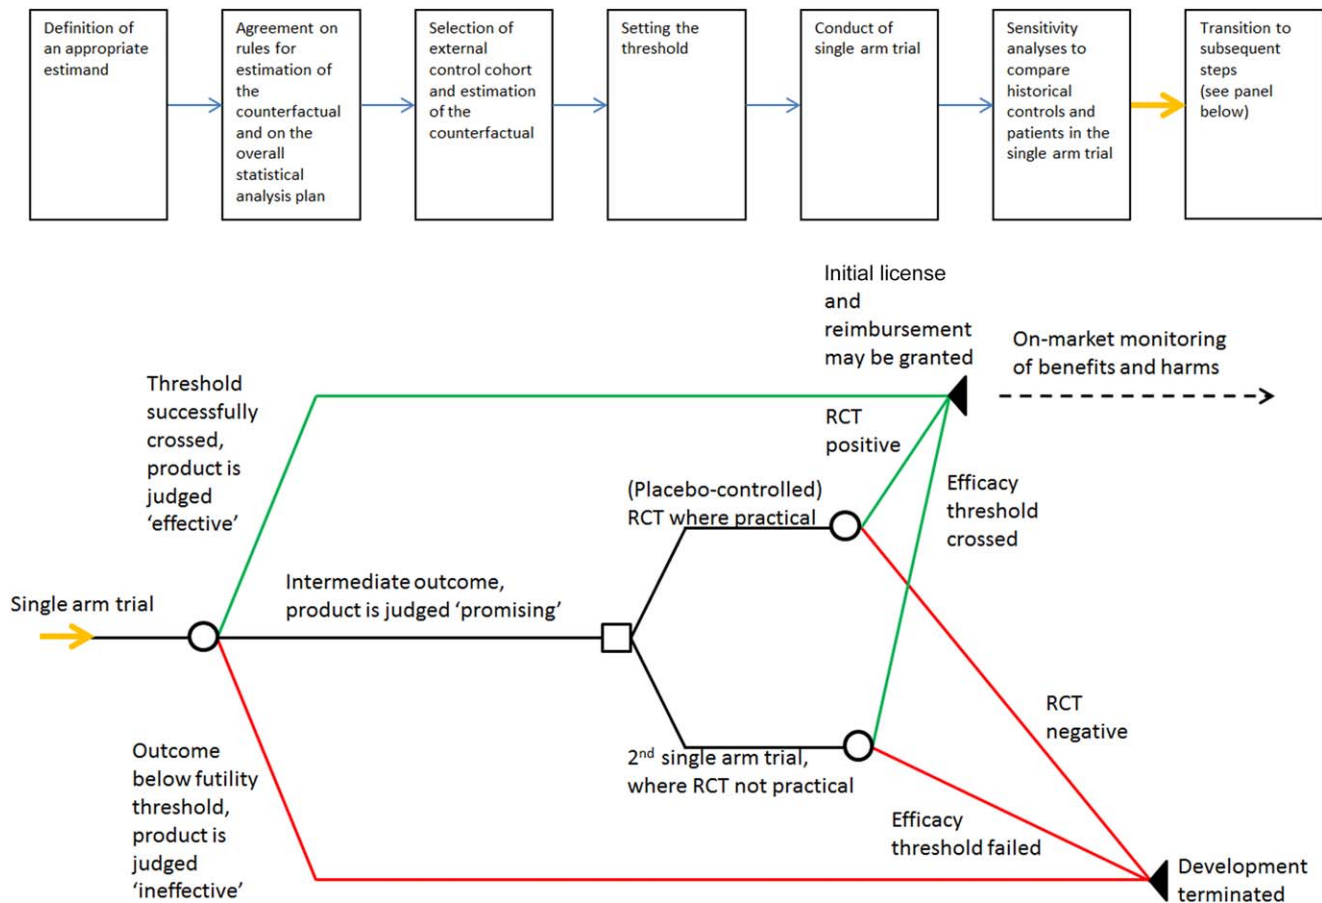 Definition of
an appropriate
estimand
Agreement on
rules for
estimation of
the
counterfactual
and on the
overall
statistical
analysis plan
Selection of
external
control cohort
and estimation
of the
counterfactual
Setting the
threshold
Conduct of
single arm trial
Sensitivity
analyses to
compare
historical
controls and
patients in the
single arm trial
Transition to
subsequent
steps
(see panel
below)
Initial license
and
reimbursement
may be granted
On-market monitoring
of benefits and harms
Threshold
successfully
crossed,
product is
judged
‘effective’
RCT
positive
(Placebo-controlled)
RCT where practical
Efficacy
threshold
crossed
Single arm trial
Intermediate outcome,
product is judged ‘promising’
RCT
negative
Outcome
below futility
threshold,
product is
judged
‘ineffective’
2nd single arm trial,
where RCT not practical
Efficacy
threshold failed
Development
terminated